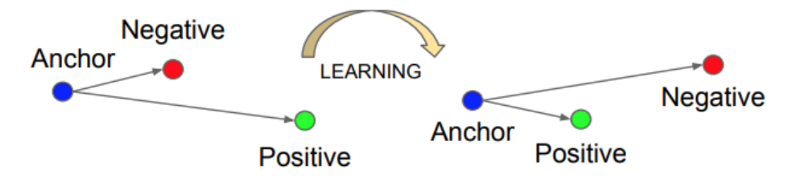 Negative
Anchor
Positive
LEARNING
Anchor
Positive
Negative